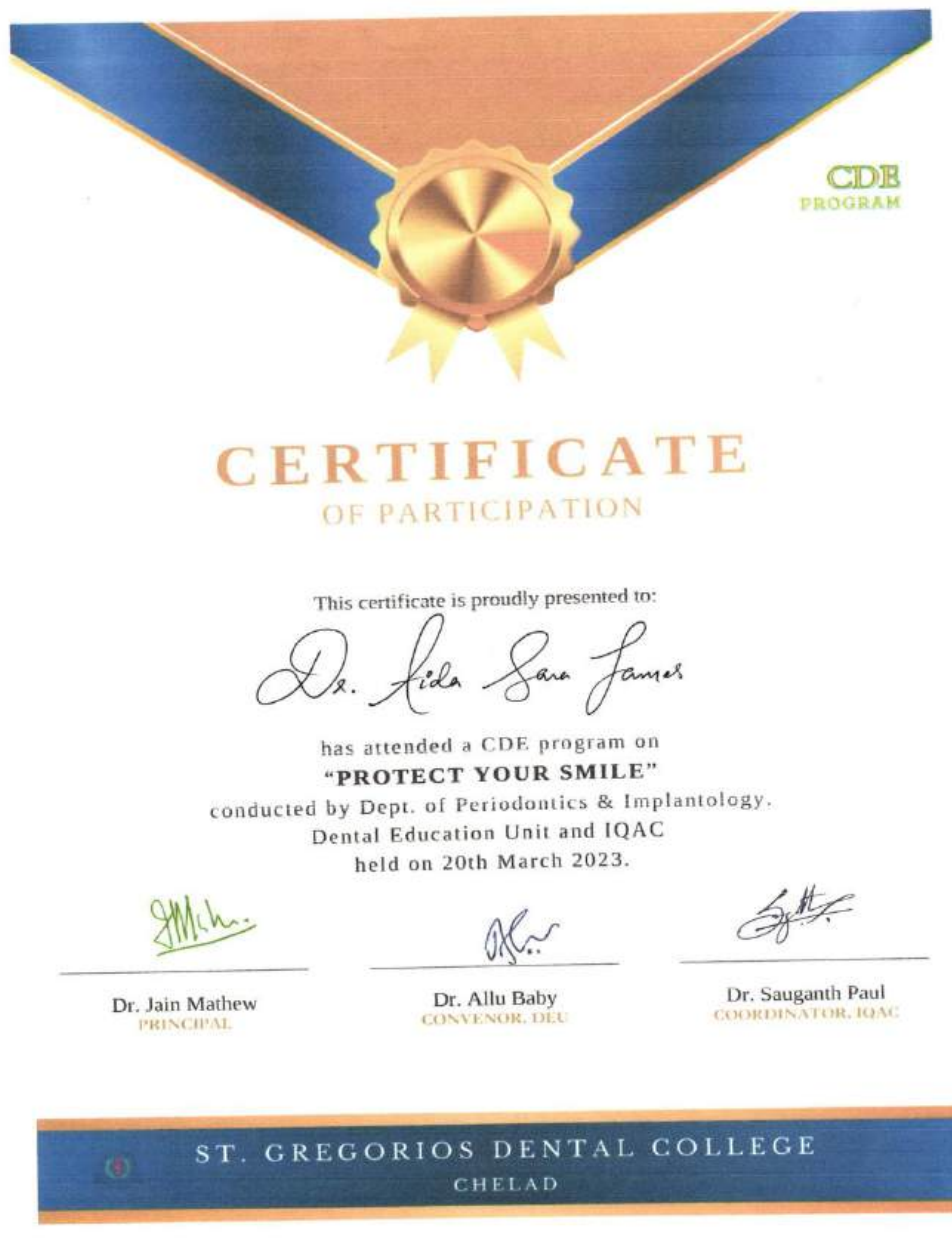 CDE
PROGRAM
CERTIFICATE
OF PARTICIPATION
This certificate is proudly presented to:
Dr. Aida Sara James
has attended a CDE program on
“PROTECT YOUR SMILE”
conducted by Dept. of Periodontics & Implantology.
Dental Education Unit and IQAC
held on 20th March 2023.
Dr. Jain Mathew
PRINCIPAL
Dr. Allu Baby
CONVENOR, DEU
Dr. Sauganth Paul
COORDINATOR, IQAC
ST. GREGORIOS DENTAL COLLEGE
CHELAD